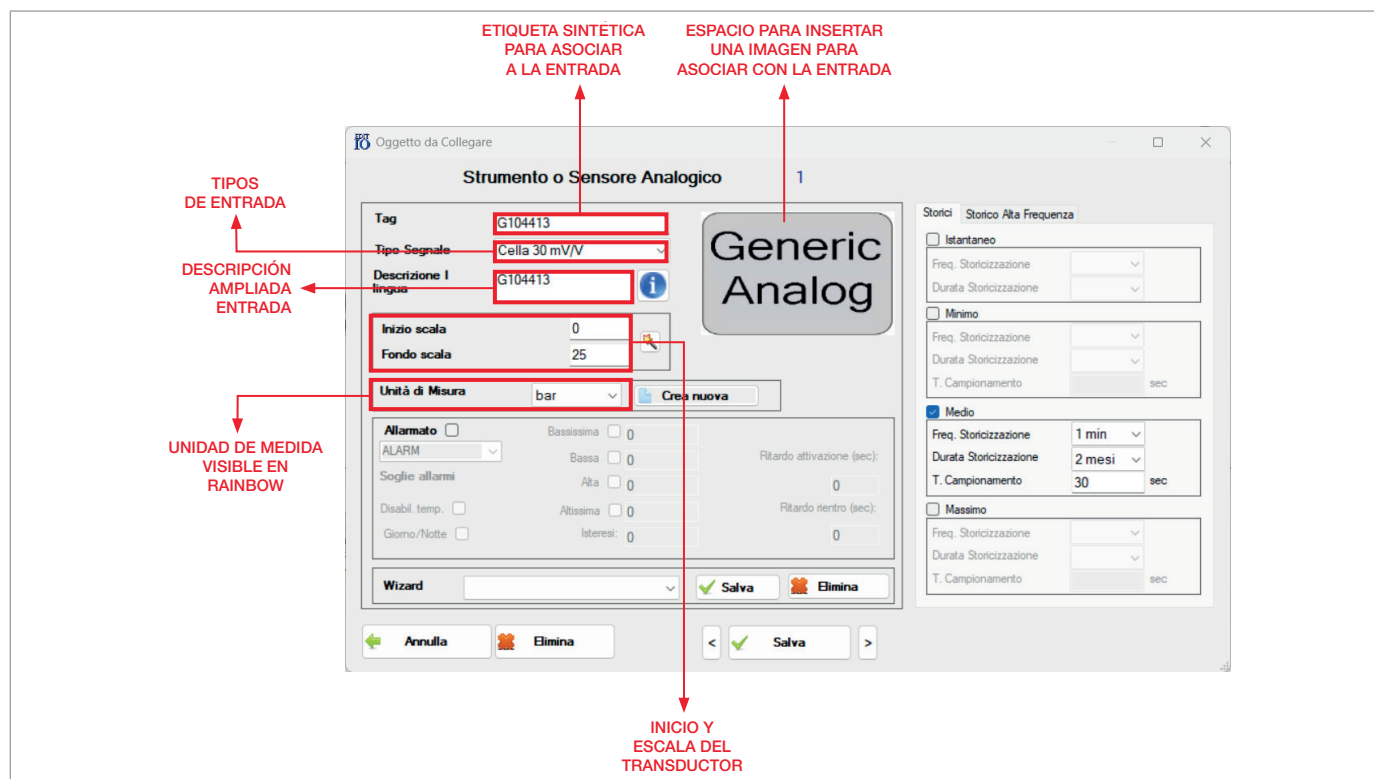 ETIQUETA SINTÉTICA
PARA ASOCIAR
A LA ENTRADA
ESPACIO PARA INSERTAR
UNA IMAGEN PARA
ASOCIAR CON LA ENTRADA
Oggetto da Collegare
Strumento o Sensore Analogico 1
TIPOS
DE ENTRADA
DESCRIPCIÓN
AMPLIADA
ENTRADA
UNIDAD DE MEDIDA
VISIBLE EN
RAINBOW
Tag G104413
Tipo Segnale Cella 30 mV/V
Descrizione I
lingua
G104413
Generic
Analog
Inizio scala 0
Fondo scala 25
Unità di Misura bar Crea nuova
Allarmato
ALARM
Soglie allarmi
Disabil. temp.
Giorno/Notte
Bassissima 0
Bassa 0
Alta 0
Altissima 0
Isteresi: 0
Ritardo attivazione (sec):
0
Ritardo rientro (sec):
0
Wizard Salva Elimina
Annulla Elimina < Salva >
Storici Storico Alta Frequenza
Istantaneo
Freq. Storicizzazione
Durata Storicizzazione
Minimo
Freq. Storicizzazione
Durata Storicizzazione
T. Campionamento sec
Medio
Freq. Storicizzazione 1 min
Durata Storicizzazione 2 mesi
T. Campionamento 30 sec
Massimo
Freq. Storicizzazione
Durata Storicizzazione
T. Campionamento sec
INICIO Y
ESCALA DEL
TRANSDUCTOR